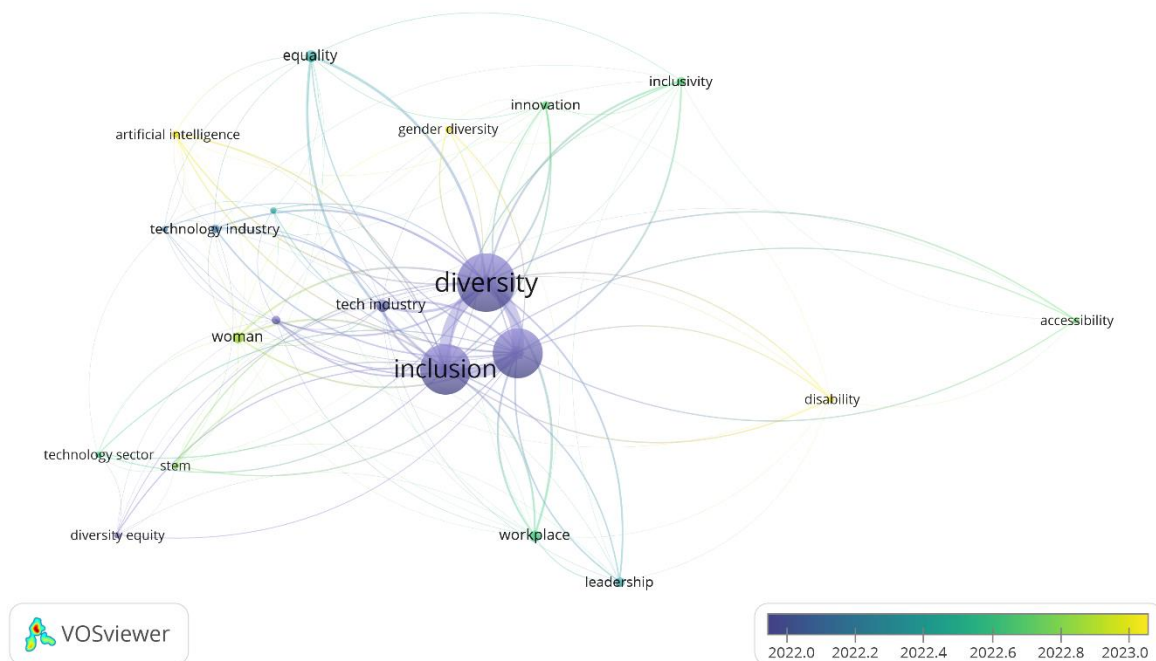 equality
inclusivity
innovation
gender diversity
artificial intelligence
technology industry
diversity
tech industry
accessibility
woman
inclusion
disability
technology sector
stem
diversity equity
workplace
leadership
VOSviewer
2022.0 2022.2 2022.4 2022.6 2022.8 2023.0